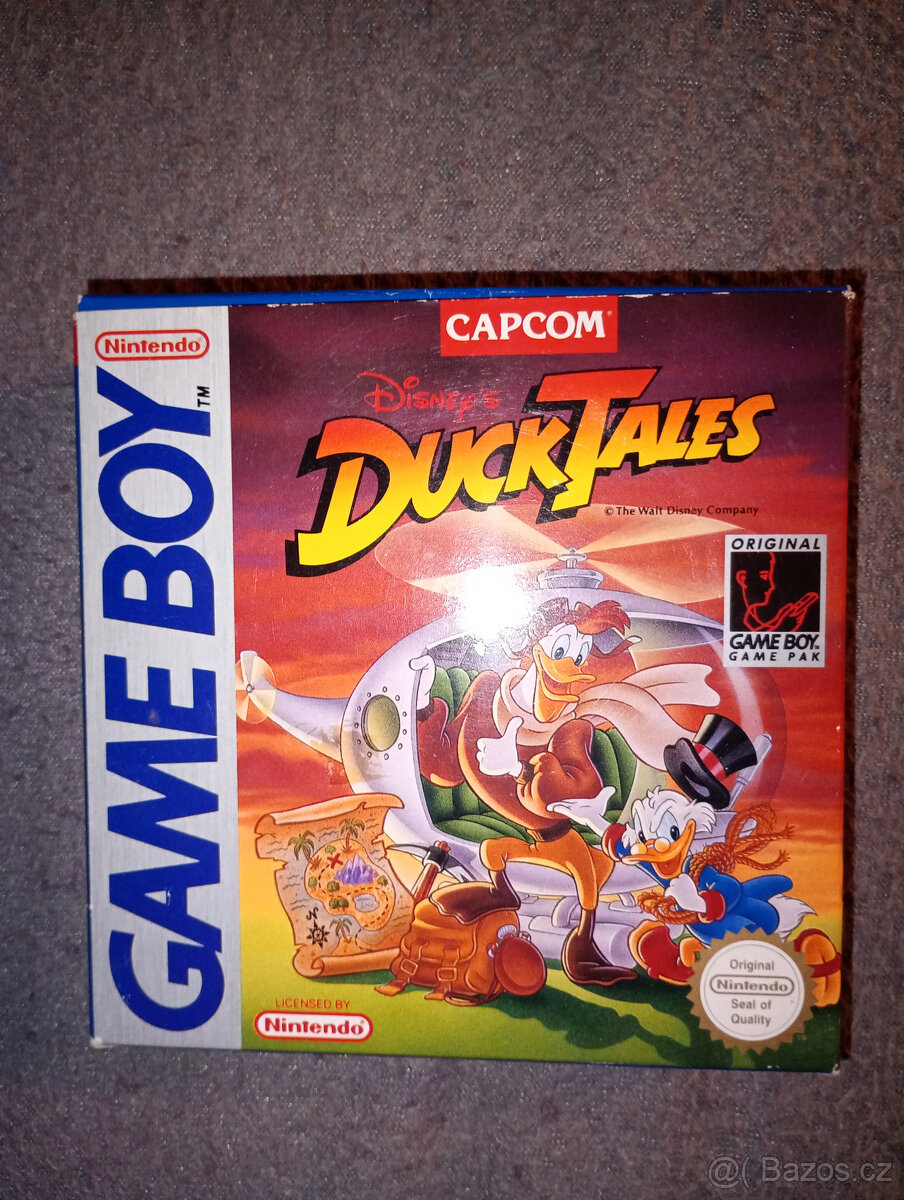 Nintendo®
GAME BOY™
CAPCOM®
DISNEY'S
DUCKTALES
© The Walt Disney Company
ORIGINAL
GAME BOY™
GAME PAK
N
LICENSED BY
Nintendo®
Original
Nintendo®
Seal of
Quality
@( Bazos.cz